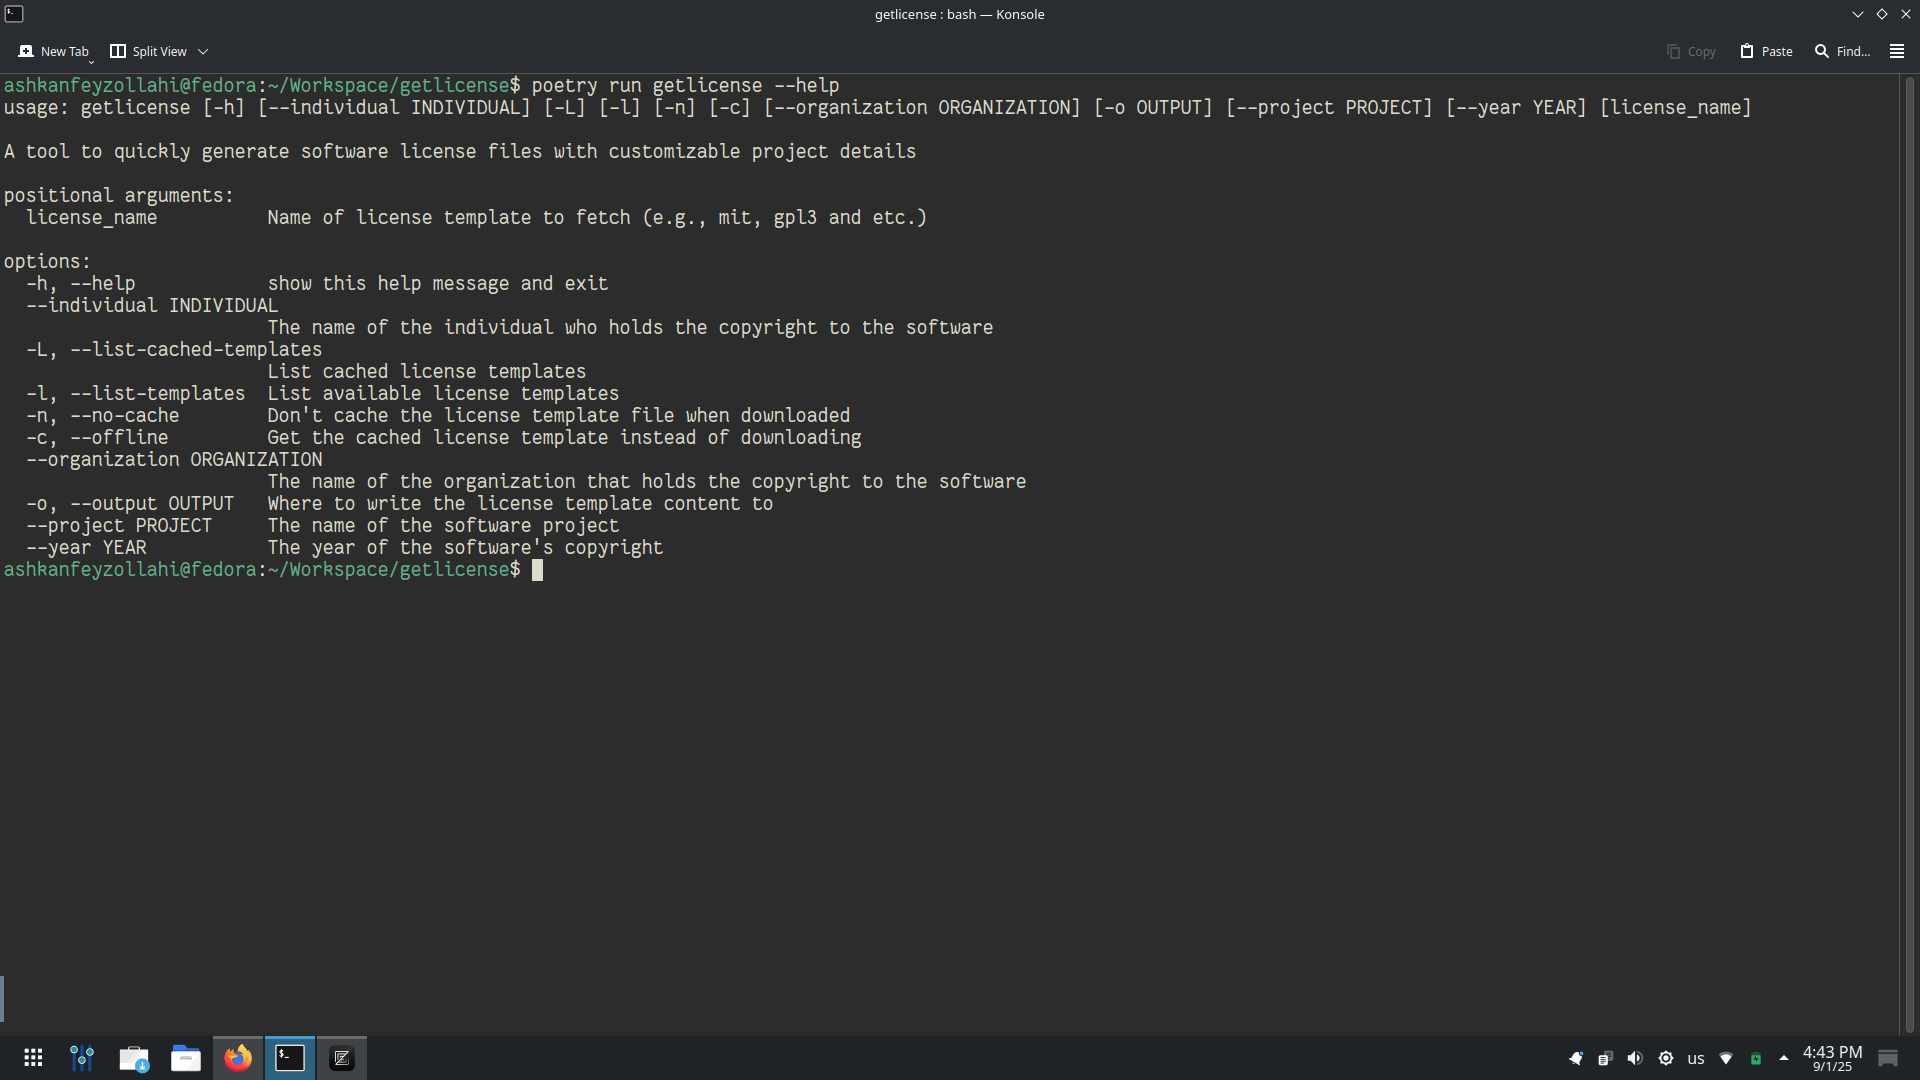 getlicense : bash — Konsole
New Tab
Split View
Copy
Paste
Find...
ashkanfeyzollahi@fedora:~/Workspace/getlicense$ poetry run getlicense --help
usage: getlicense [-h] [--individual INDIVIDUAL] [-L] [-l] [-n] [-c] [--organization ORGANIZATION] [-o OUTPUT] [--project PROJECT] [--year YEAR] [license_name]
A tool to quickly generate software license files with customizable project details
positional arguments:
license_name Name of license template to fetch (e.g., mit, gpl3 and etc.)
options:
-h, --help show this help message and exit
--individual INDIVIDUAL
The name of the individual who holds the copyright to the software
-L, --list-cached-templates
List cached license templates
-l, --list-templates List available license templates
-n, --no-cache Don't cache the license template file when downloaded
-c, --offline Get the cached license template instead of downloading
--organization ORGANIZATION
The name of the organization that holds the copyright to the software
-o, --output OUTPUT Where to write the license template content to
--project PROJECT The name of the software project
--year YEAR The year of the software's copyright
ashkanfeyzollahi@fedora:~/Workspace/getlicense$
us
4:43 PM
9/1/25